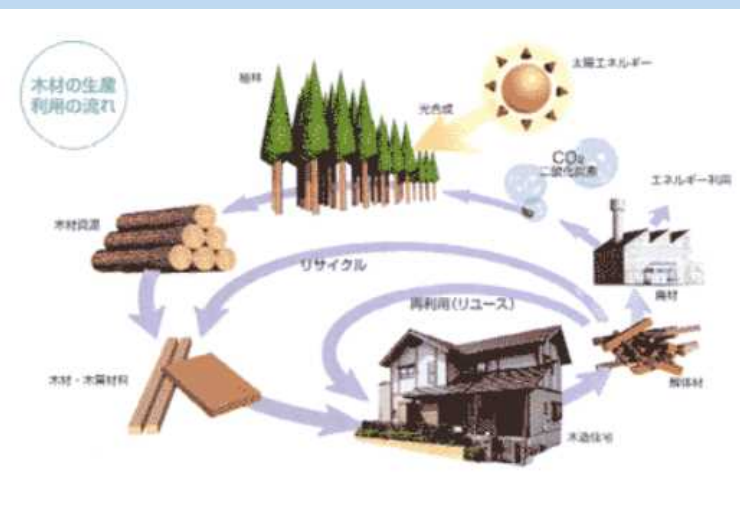 木材の生産
利用の流れ
植林
太陽エネルギー
光合成
CO₂
二酸化炭素
エネルギー利用
木材資源
リサイクル
廃材
再利用(リユース)
木材・木質材料
解体材
木造住宅